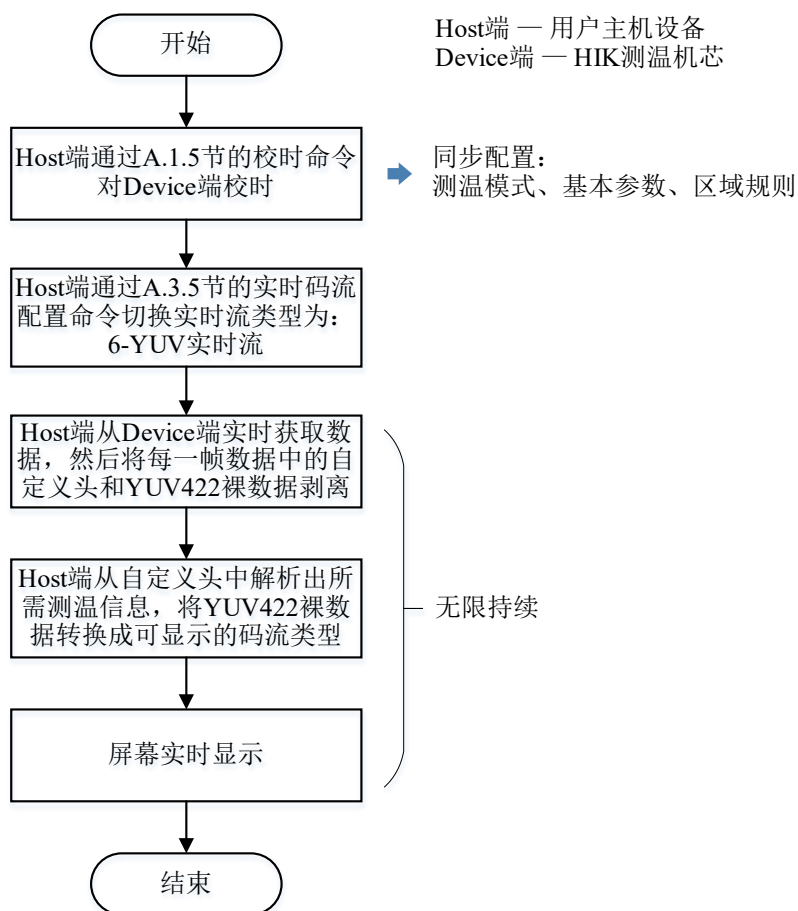 开始
Host端 — 用户主机设备
Device端 — HIK测温机芯
Host端通过A.1.5节的校时命令
对Device端校时
同步配置：
测温模式、基本参数、区域规则
Host端通过A.3.5节的实时码流
配置命令切换实时流类型为：
6-YUV实时流
Host端从Device端实时获取数
据，然后将每一帧数据中的自
定义头和YUV422裸数据剥离
Host端从自定义头中解析出所
需测温信息，将YUV422裸数
据转换成可显示的码流类型
无限持续
屏幕实时显示
结束